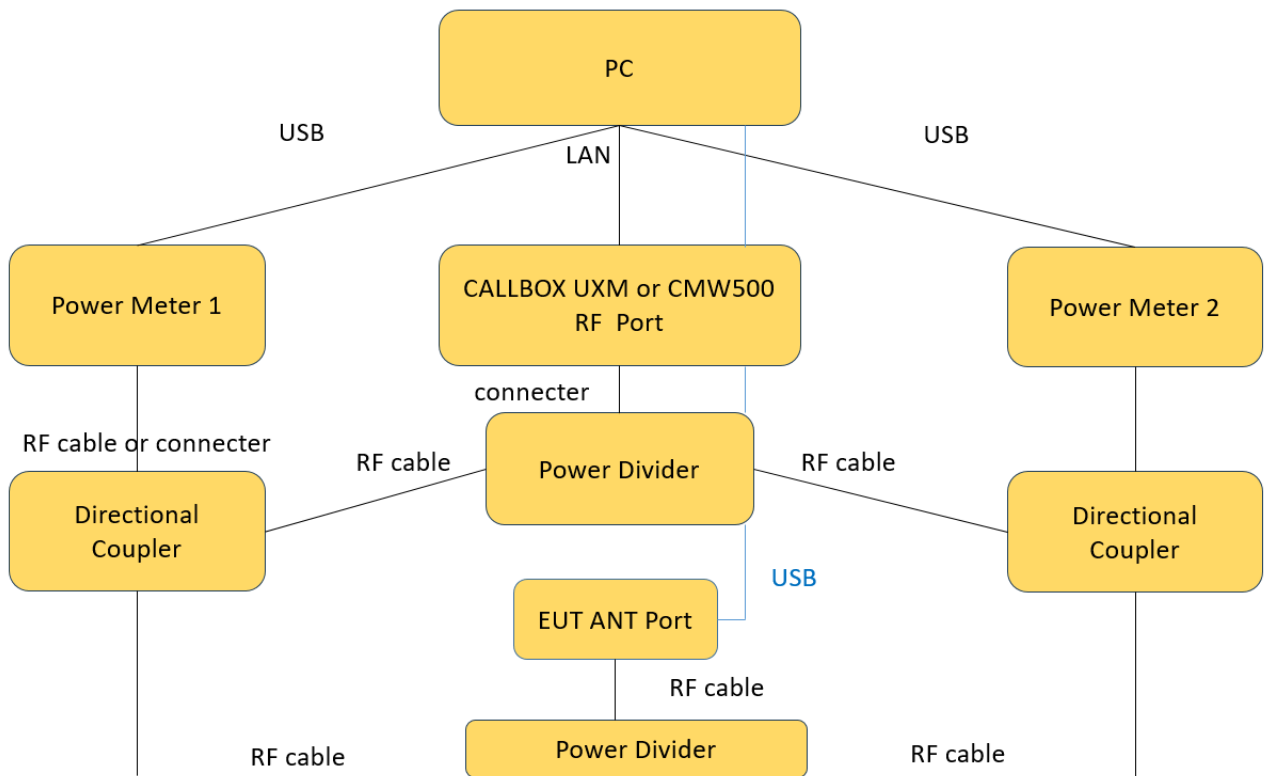 PC
USB
LAN
USB
Power Meter 1
CALLBOX UXM or CMW500
RF Port
Power Meter 2
connecter
RF cable or connecter
RF cable
Power Divider
RF cable
Directional
Coupler
Directional
Coupler
USB
EUT ANT Port
RF cable
RF cable
Power Divider
RF cable